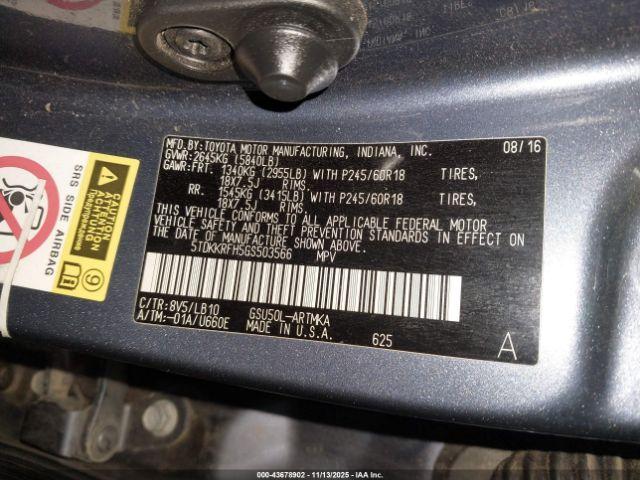 MFD.BY:TOYOTA MOTOR MANUFACTURING, INDIANA, INC. 08/16
GVWR:2645KG (5840LB)
GAWR:FRT. 1340KG (2955LB) WITH P245/60R18 TIRES,
18X7.5J RIMS.
RR. 1545KG (3415LB) WITH P245/60R18 TIRES,
18X7.5J RIMS.
THIS VEHICLE CONFORMS TO ALL APPLICABLE FEDERAL MOTOR
VEHICLE SAFETY AND THEFT PREVENTION STANDARDS IN EFFECT ON
THE DATE OF MANUFACTURE SHOWN ABOVE.
5TDKKRFH5GS503566 MPV
C/TR:8V5/LB10 GSU50L-ARTMKA
A/TM:-01A/U660E MADE IN U.S.A. 625 A
SRS SIDE AIRBAG
CAUTION
9
000-43678902 - 11/13/2025 - IAA Inc.